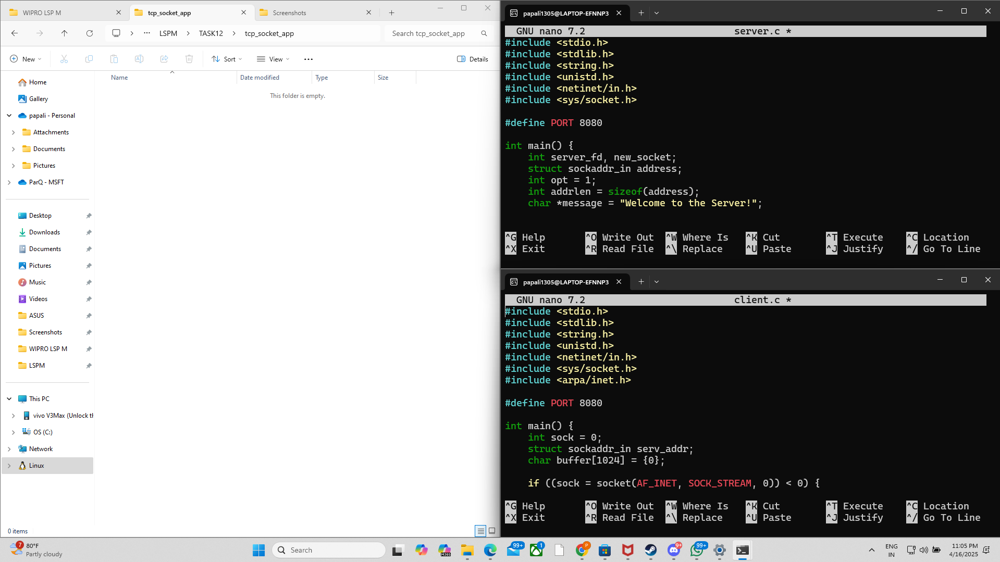 WIPRO LSP M
tcp_socket_app
Screenshots
LSPM
TASK12
tcp_socket_app
Search tcp_socket_app
New
Sort
View
Details
Name
Date modified
Type
Size
This folder is empty.
Home
Gallery
papali - Personal
Attachments
Documents
Pictures
ParQ - MSFT
Desktop
Downloads
Documents
Pictures
Music
Videos
ASUS
Screenshots
WIPRO LSP M
LSPM
This PC
vivo V3Max (Unlock th
OS (C:)
Network
Linux
0 items
papali1305@LAPTOP-EFNNP3
GNU nano 7.2 server.c *
#include <stdio.h>
#include <stdlib.h>
#include <string.h>
#include <unistd.h>
#include <netinet/in.h>
#include <sys/socket.h>
#define PORT 8080
int main() {
int server_fd, new_socket;
struct sockaddr_in address;
int opt = 1;
int addrlen = sizeof(address);
char *message = "Welcome to the Server!";
^G Help ^O Write Out ^W Where Is ^K Cut ^T Execute ^C Location
^X Exit ^R Read File ^\ Replace ^U Paste ^J Justify ^/ Go To Line
papali1305@LAPTOP-EFNNP3
GNU nano 7.2 client.c *
#include <stdio.h>
#include <stdlib.h>
#include <string.h>
#include <unistd.h>
#include <netinet/in.h>
#include <sys/socket.h>
#include <arpa/inet.h>
#define PORT 8080
int main() {
int sock = 0;
struct sockaddr_in serv_addr;
char buffer[1024] = {0};
if ((sock = socket(AF_INET, SOCK_STREAM, 0)) < 0) {
^G Help ^O Write Out ^W Where Is ^K Cut ^T Execute ^C Location
^X Exit ^R Read File ^\ Replace ^U Paste ^J Justify ^/ Go To Line
7
80°F
Partly cloudy
Search
M365
99+
1
P
9+
99+
ENG
IN
11:05 PM
4/16/2025